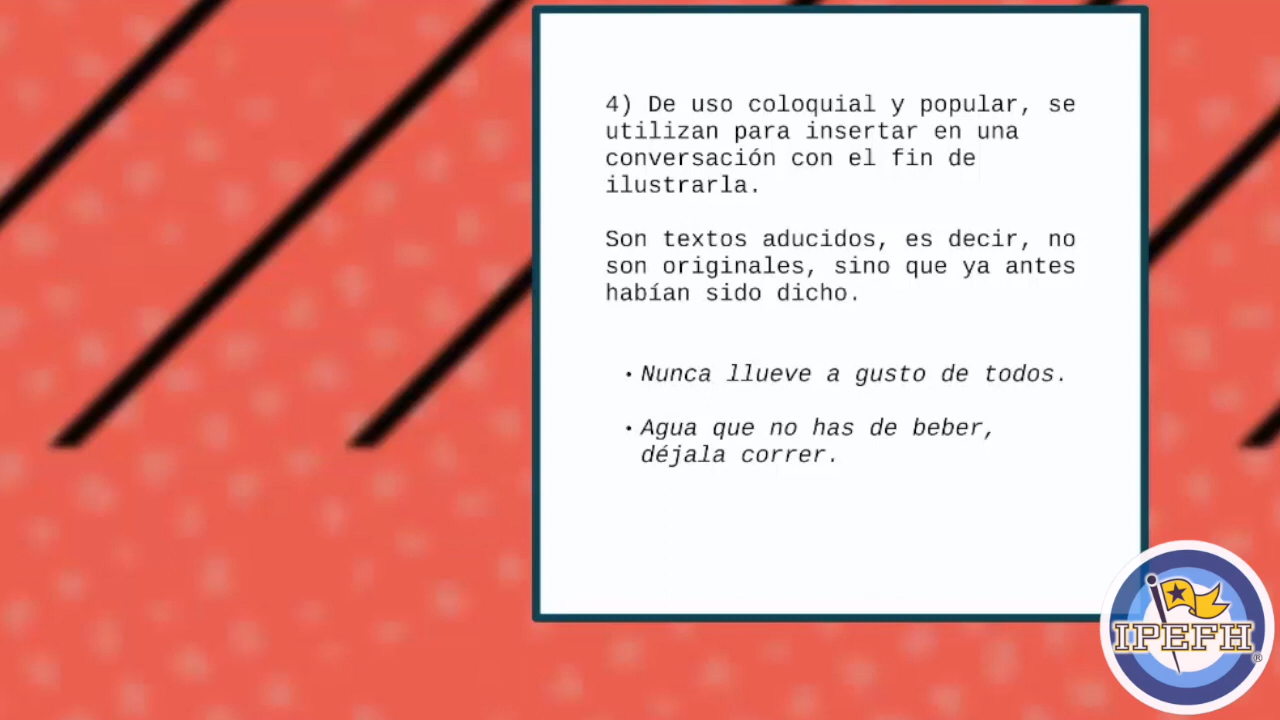 4) De uso coloquial y popular, se
utilizan para insertar en una
conversación con el fin de
ilustrarla.
Son textos aducidos, es decir, no
son originales, sino que ya antes
habían sido dicho.
• Nunca llueve a gusto de todos.
• Agua que no has de beber,
déjala correr.
IPEFH®